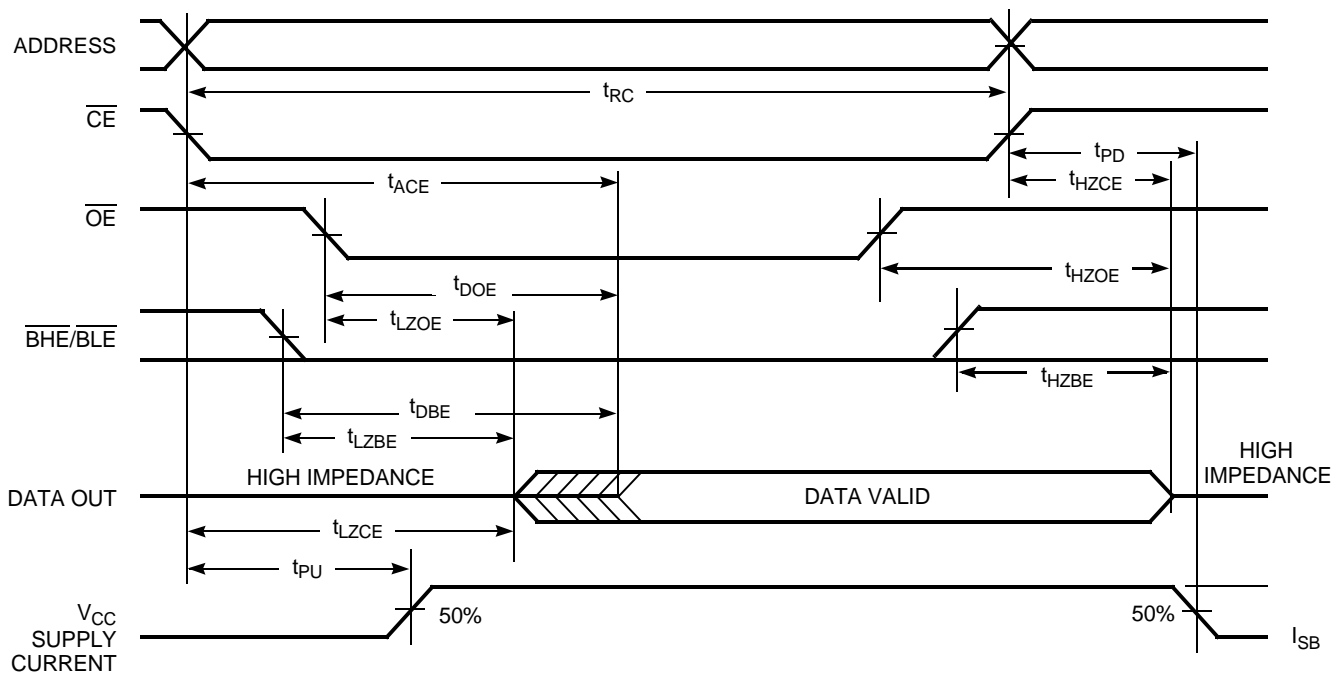 ADDRESS
tRC
CE
tPD
tACE
tHZCE
OE
tHZOE
tDOE
tLZOE
BHE/BLE
tHZBE
tDBE
tLZBE
HIGH
IMPEDANCE
HIGH IMPEDANCE
DATA OUT
DATA VALID
tLZCE
tPU
VCC
SUPPLY
CURRENT
50%
50%
ISB